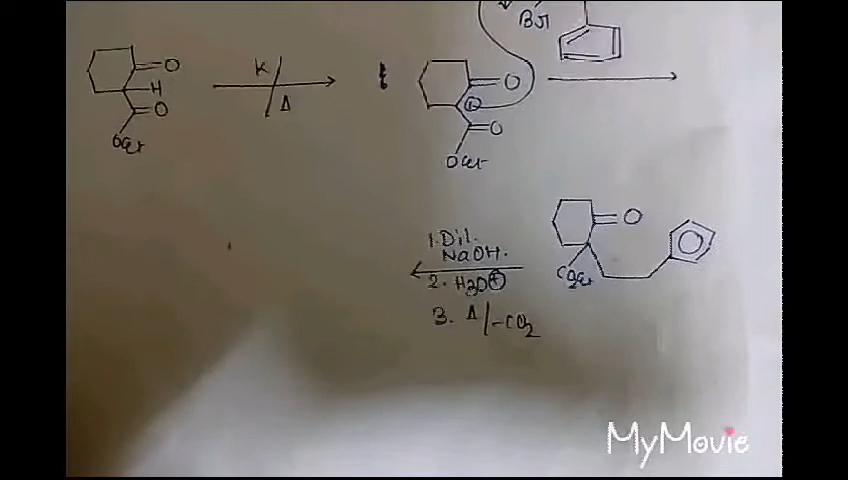 Br
O
H
O
OEt
K/
Δ
O
O
OEt
1. Dil.
NaOH.
2. H3O⊕
3. Δ/-CO2
O
CO2Et
MyMovie